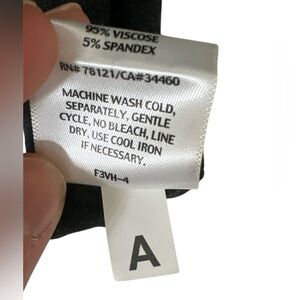 95% VISCOSE
5% SPANDEX
RN# 78121/CA#34460
MACHINE WASH COLD,
SEPARATELY, GENTLE
CYCLE, NO BLEACH, LINE
DRY, USE COOL IRON
IF NECESSARY.
F3VH-4
A